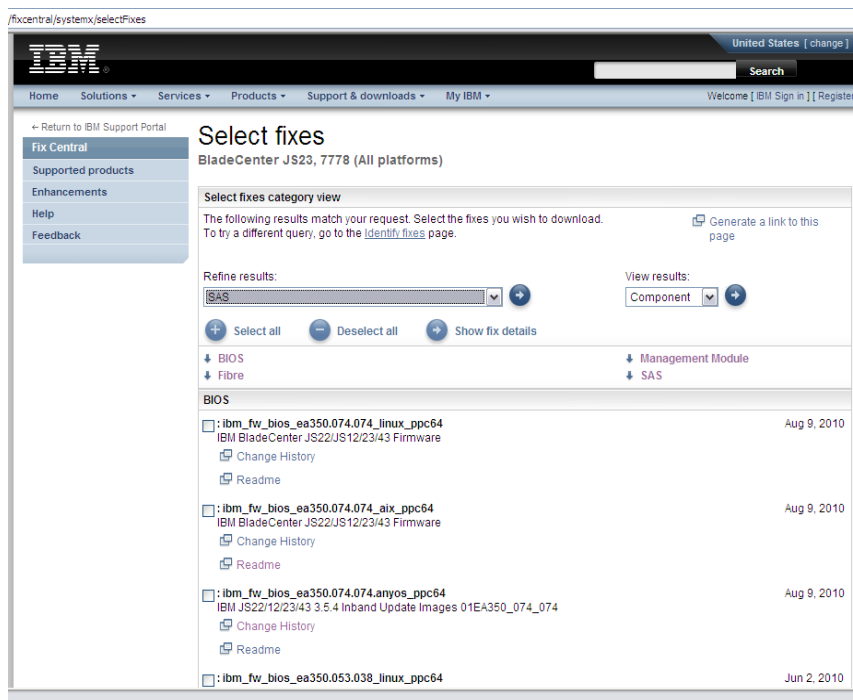 /fixcentral/systemx/selectFixes
United States [ change ]
IBM®
Search
Home Solutions Services Products Support & downloads My IBM Welcome [ IBM Sign in ] [ Register
Return to IBM Support Portal
Fix Central
Supported products
Enhancements
Help
Feedback
Select fixes
BladeCenter JS23, 7778 (All platforms)
Select fixes category view
The following results match your request. Select the fixes you wish to download.
To try a different query, go to the Identify fixes page.
Generate a link to this
page
Refine results:
View results:
SAS
Component
Select all Deselect all Show fix details
BIOS Management Module
Fibre SAS
BIOS
: ibm_fw_bios_ea350.074.074_linux_ppc64 Aug 9, 2010
IBM BladeCenter JS22/JS12/23/43 Firmware
Change History
Readme
: ibm_fw_bios_ea350.074.074_aix_ppc64 Aug 9, 2010
IBM BladeCenter JS22/JS12/23/43 Firmware
Change History
Readme
: ibm_fw_bios_ea350.074.074.anyos_ppc64 Aug 9, 2010
IBM JS22/12/23/43 3.5.4 Inband Update Images 01EA350_074_074
Change History
Readme
: ibm_fw_bios_ea350.053.038_linux_ppc64 Jun 2, 2010